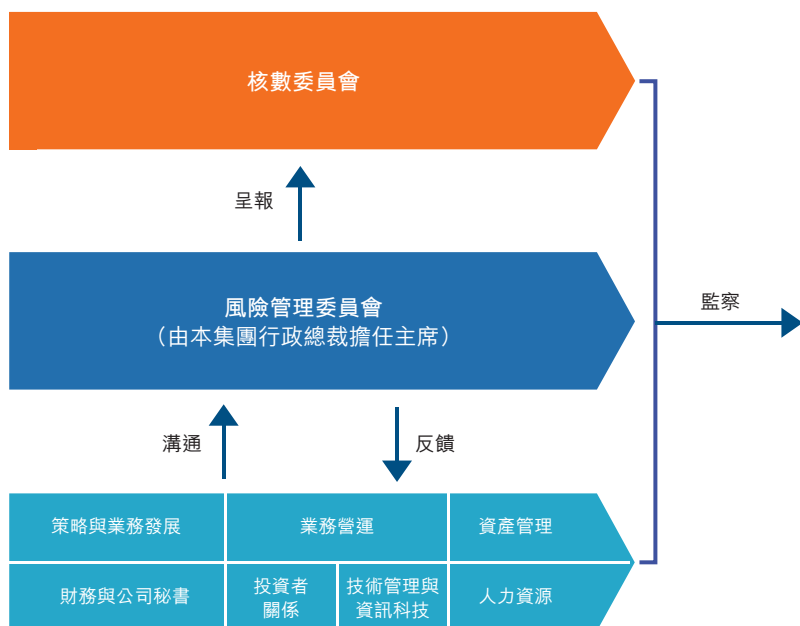 核數委員會
呈報
風險管理委員會
（由本集團行政總裁擔任主席）
監察
溝通
反饋
策略與業務發展
業務營運
資產管理
財務與公司秘書
投資者
關係
技術管理與
資訊科技
人力資源